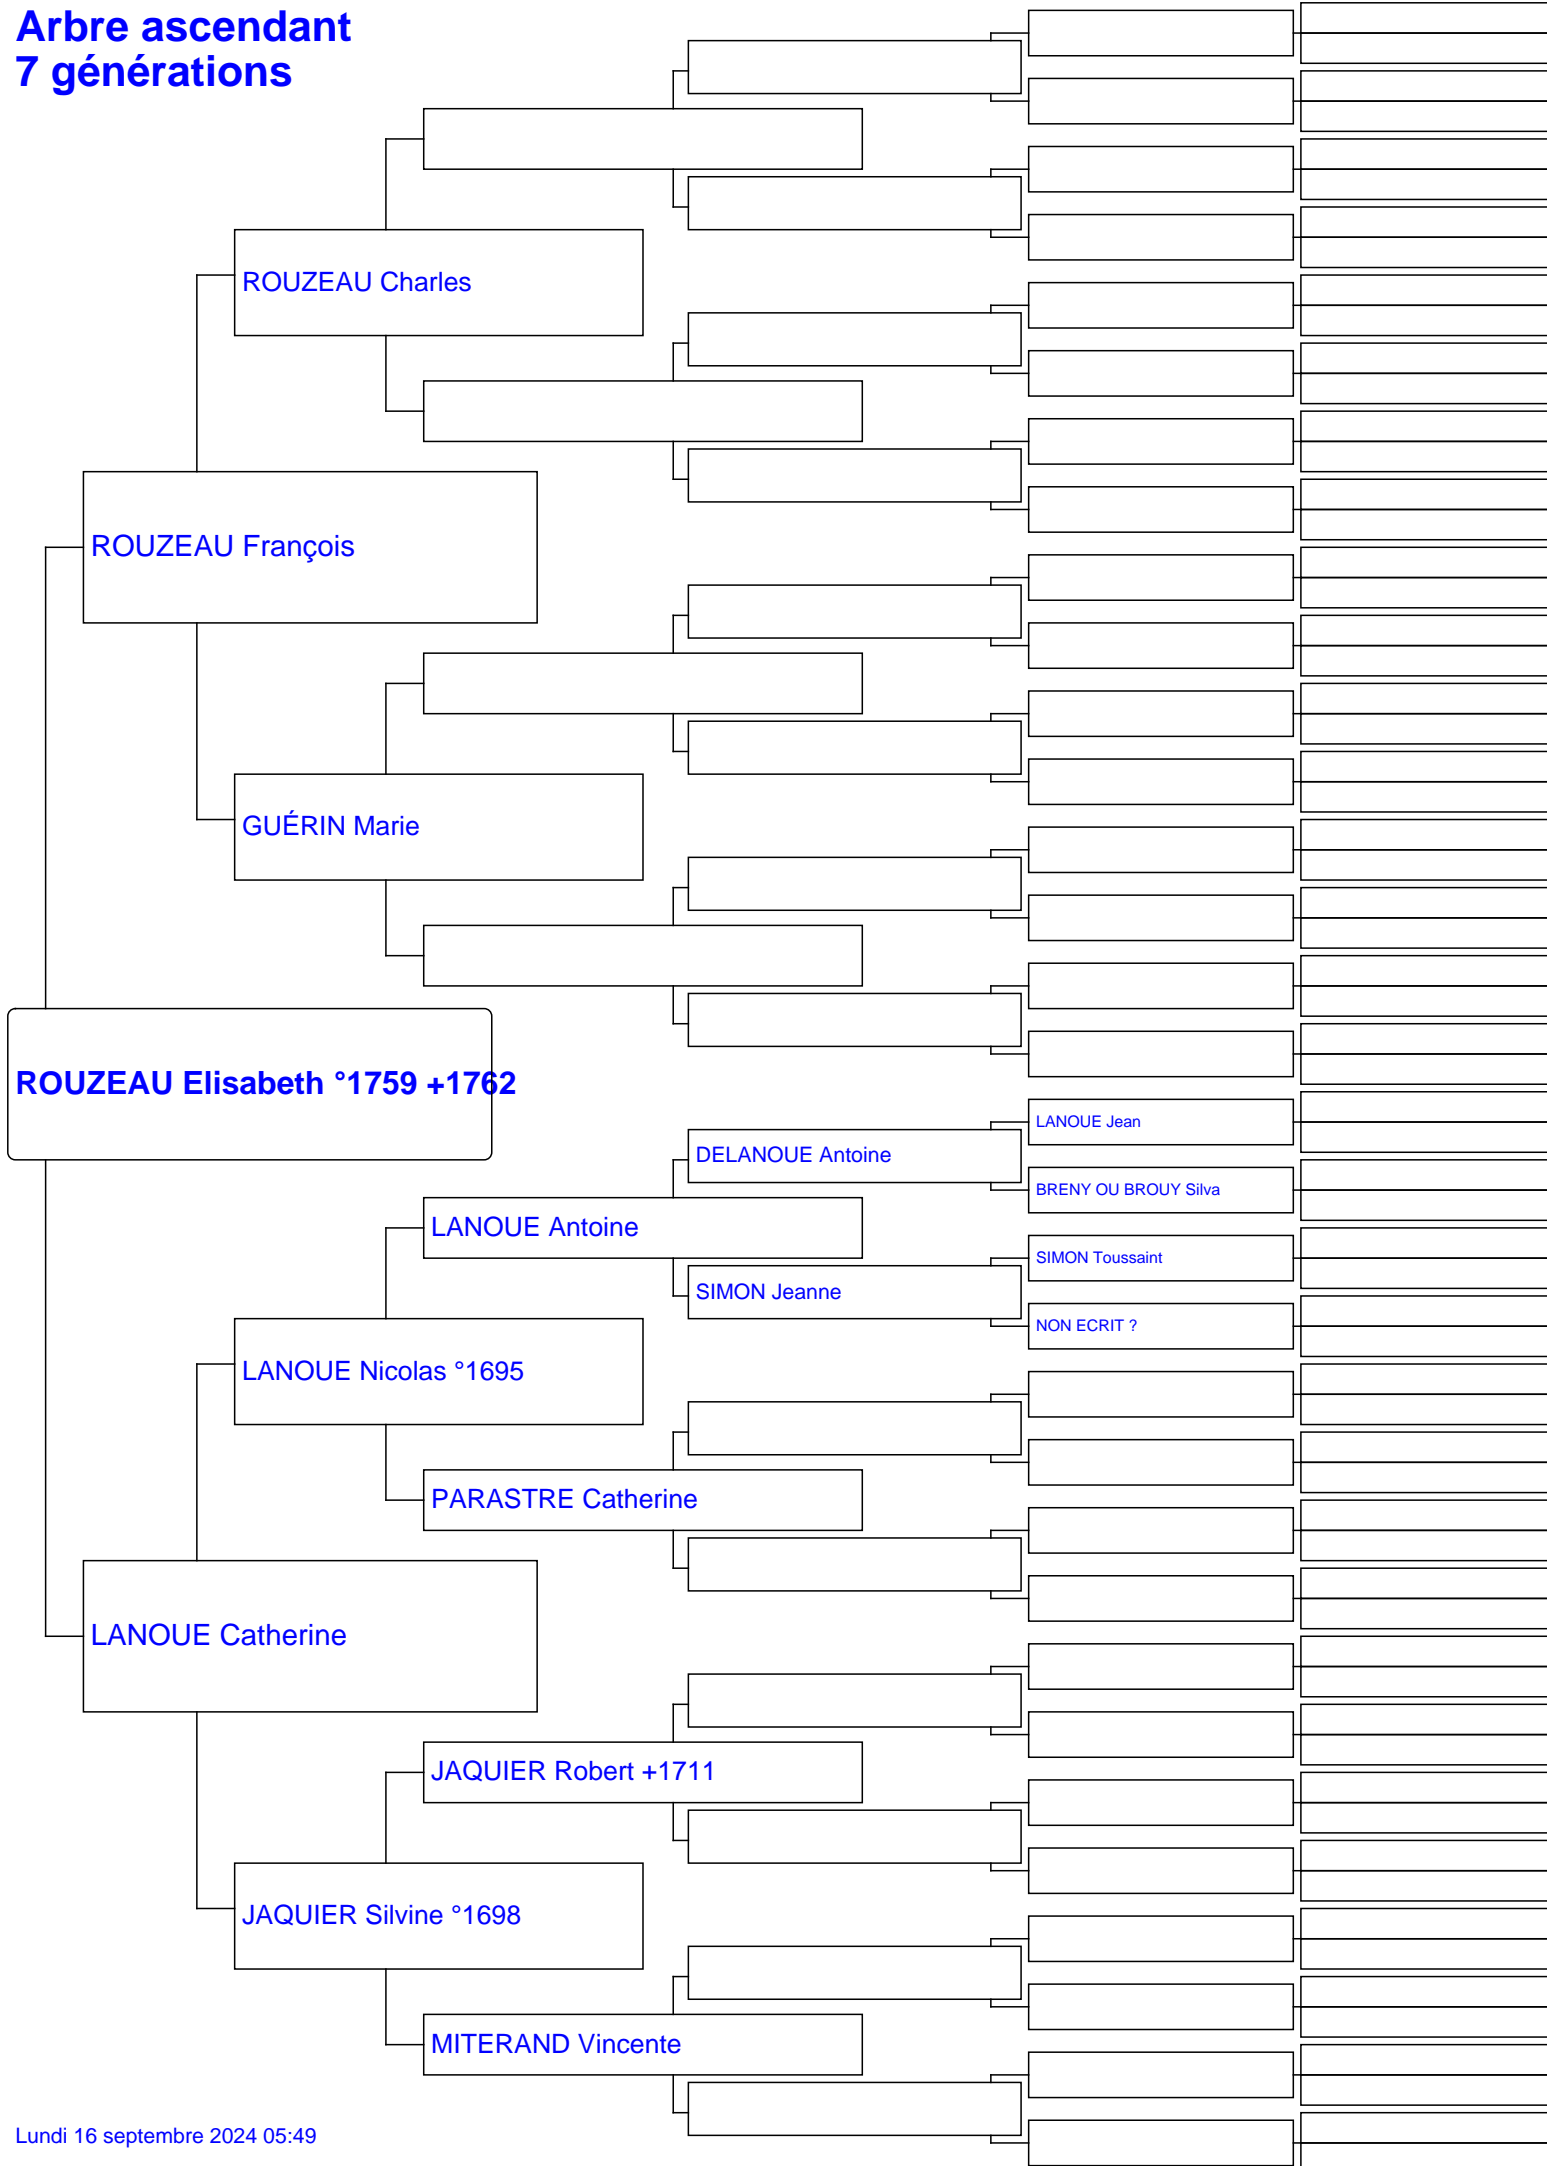 Arbre ascendant
7 générations
ROUZEAU Charles
ROUZEAU François
GUÉRIN Marie
ROUZEAU Elisabeth °1759 +1762
LANOUE Jean
DELANOUE Antoine
BRENY OU BROUY Silva
LANOUE Antoine
SIMON Toussaint
SIMON Jeanne
NON ECRIT ?
LANOUE Nicolas °1695
PARASTRE Catherine
LANOUE Catherine
JAQUIER Robert +1711
JAQUIER Silvine °1698
MITERAND Vincente
Lundi 16 septembre 2024 05:49